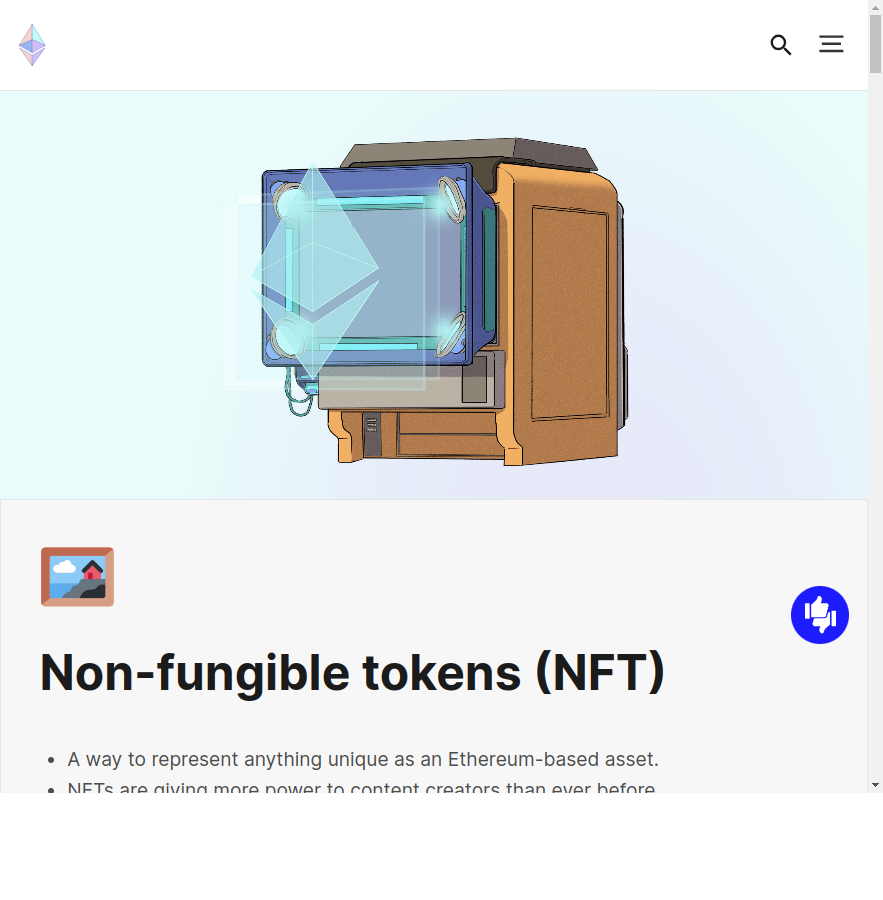 Non-fungible tokens (NFT)
A way to represent anything unique as an Ethereum-based asset.
NFTs are giving more power to content creators than ever before.